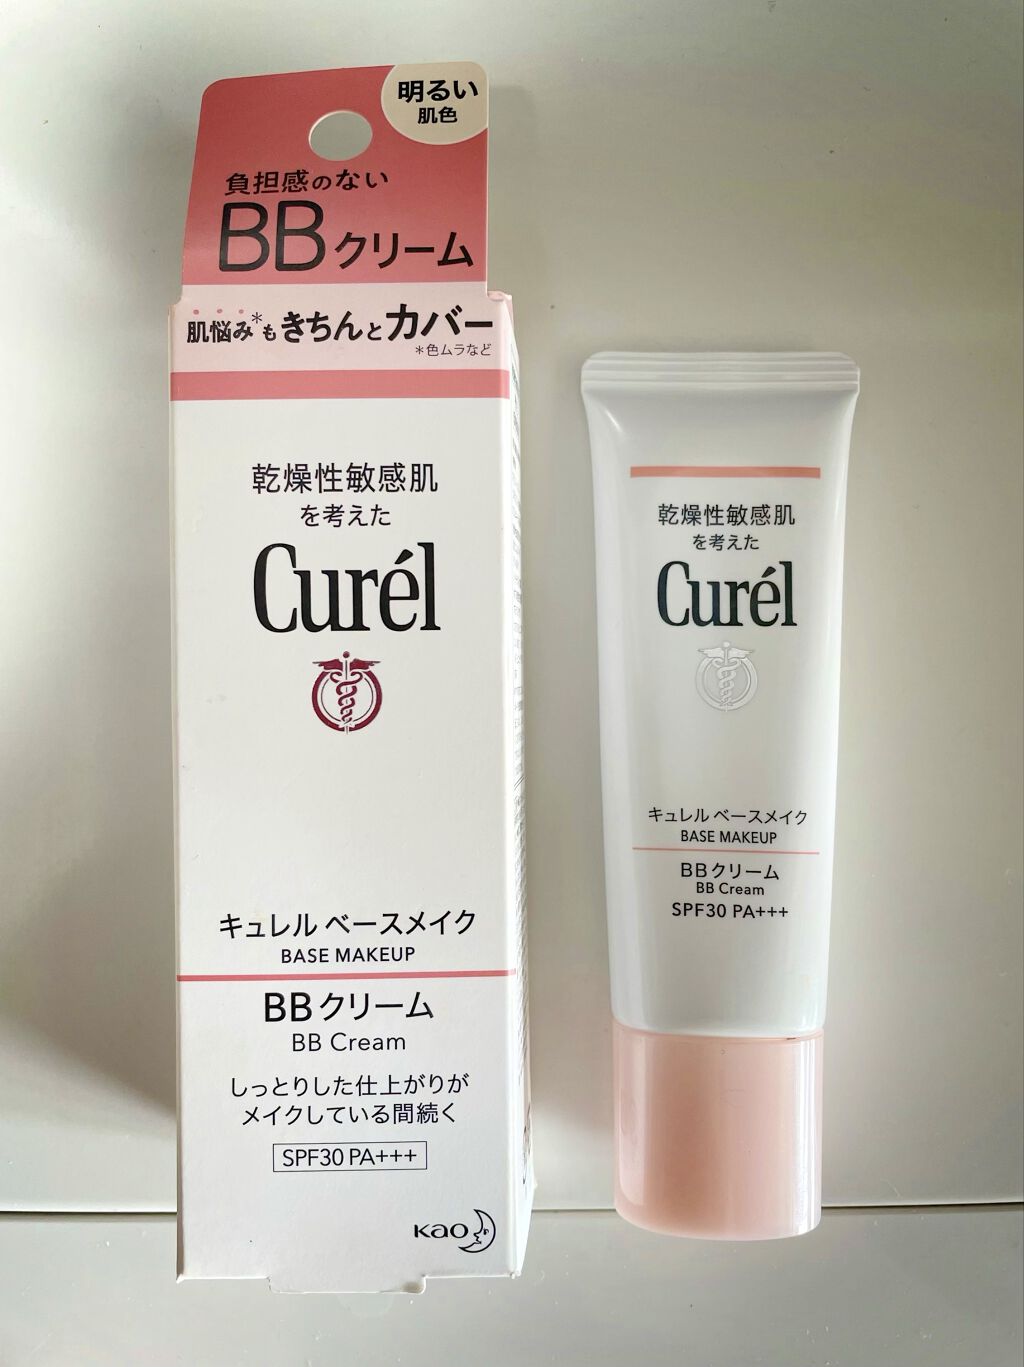 明るい
肌色
負担感のない
BBクリーム
肌悩み*もきちんとカバー
*色ムラなど
乾燥性敏感肌
を考えた
Curél
キュレル ベースメイク
BASE MAKEUP
BBクリーム
BB Cream
しっとりした仕上がりが
メイクしている間続く
SPF30 PA+++
Kao
乾燥性敏感肌
を考えた
Curél
キュレル ベースメイク
BASE MAKEUP
BBクリーム
BB Cream
SPF30 PA+++